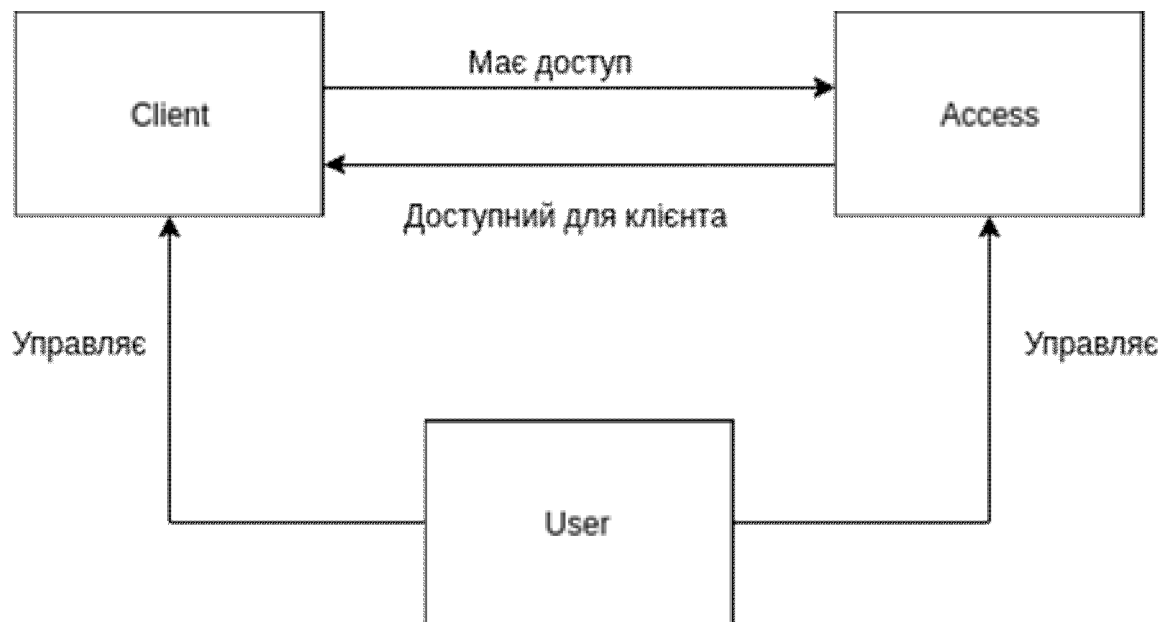 Має доступ
Client
Access
Доступний для клієнта
Управляє
Управляє
User